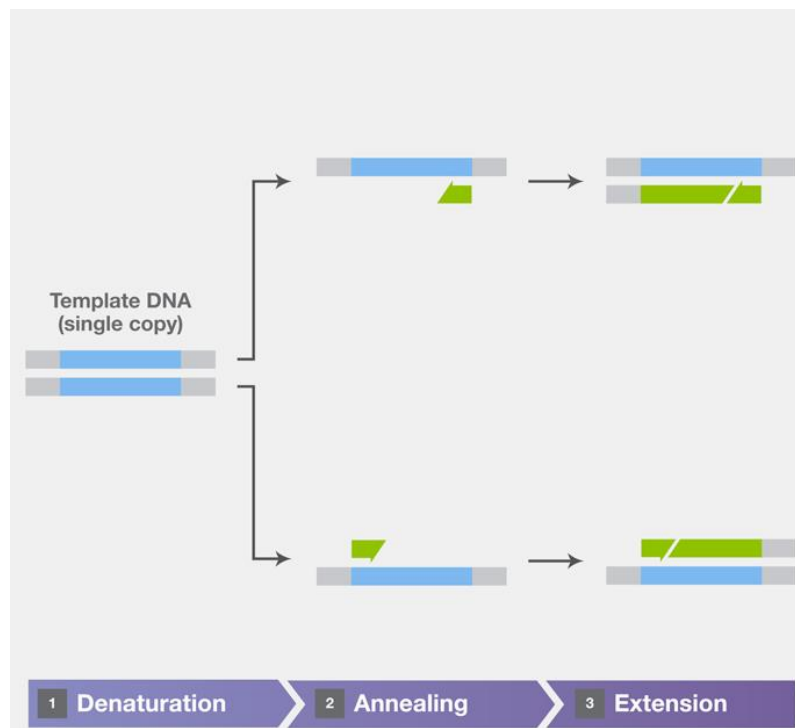 Template DNA
(single copy)
1 Denaturation
2 Annealing
3 Extension